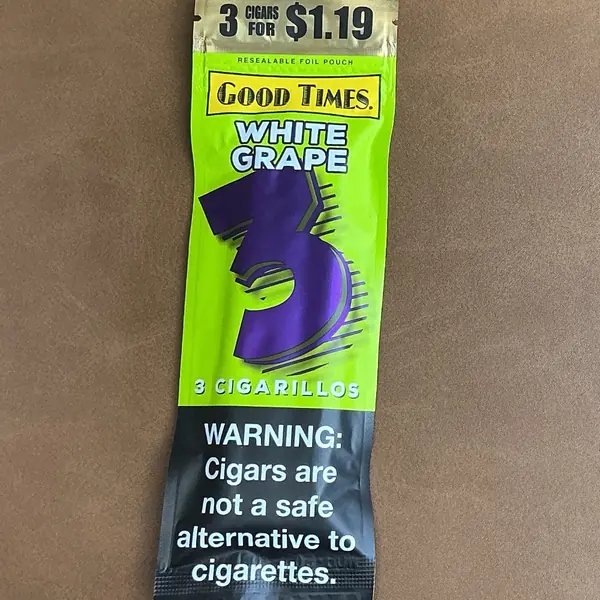 3 CIGARS FOR $1.19
RESEALABLE FOIL POUCH
GOOD TIMES.
WHITE
GRAPE
3
3 CIGARILLOS
WARNING:
Cigars are
not a safe
alternative to
cigarettes.